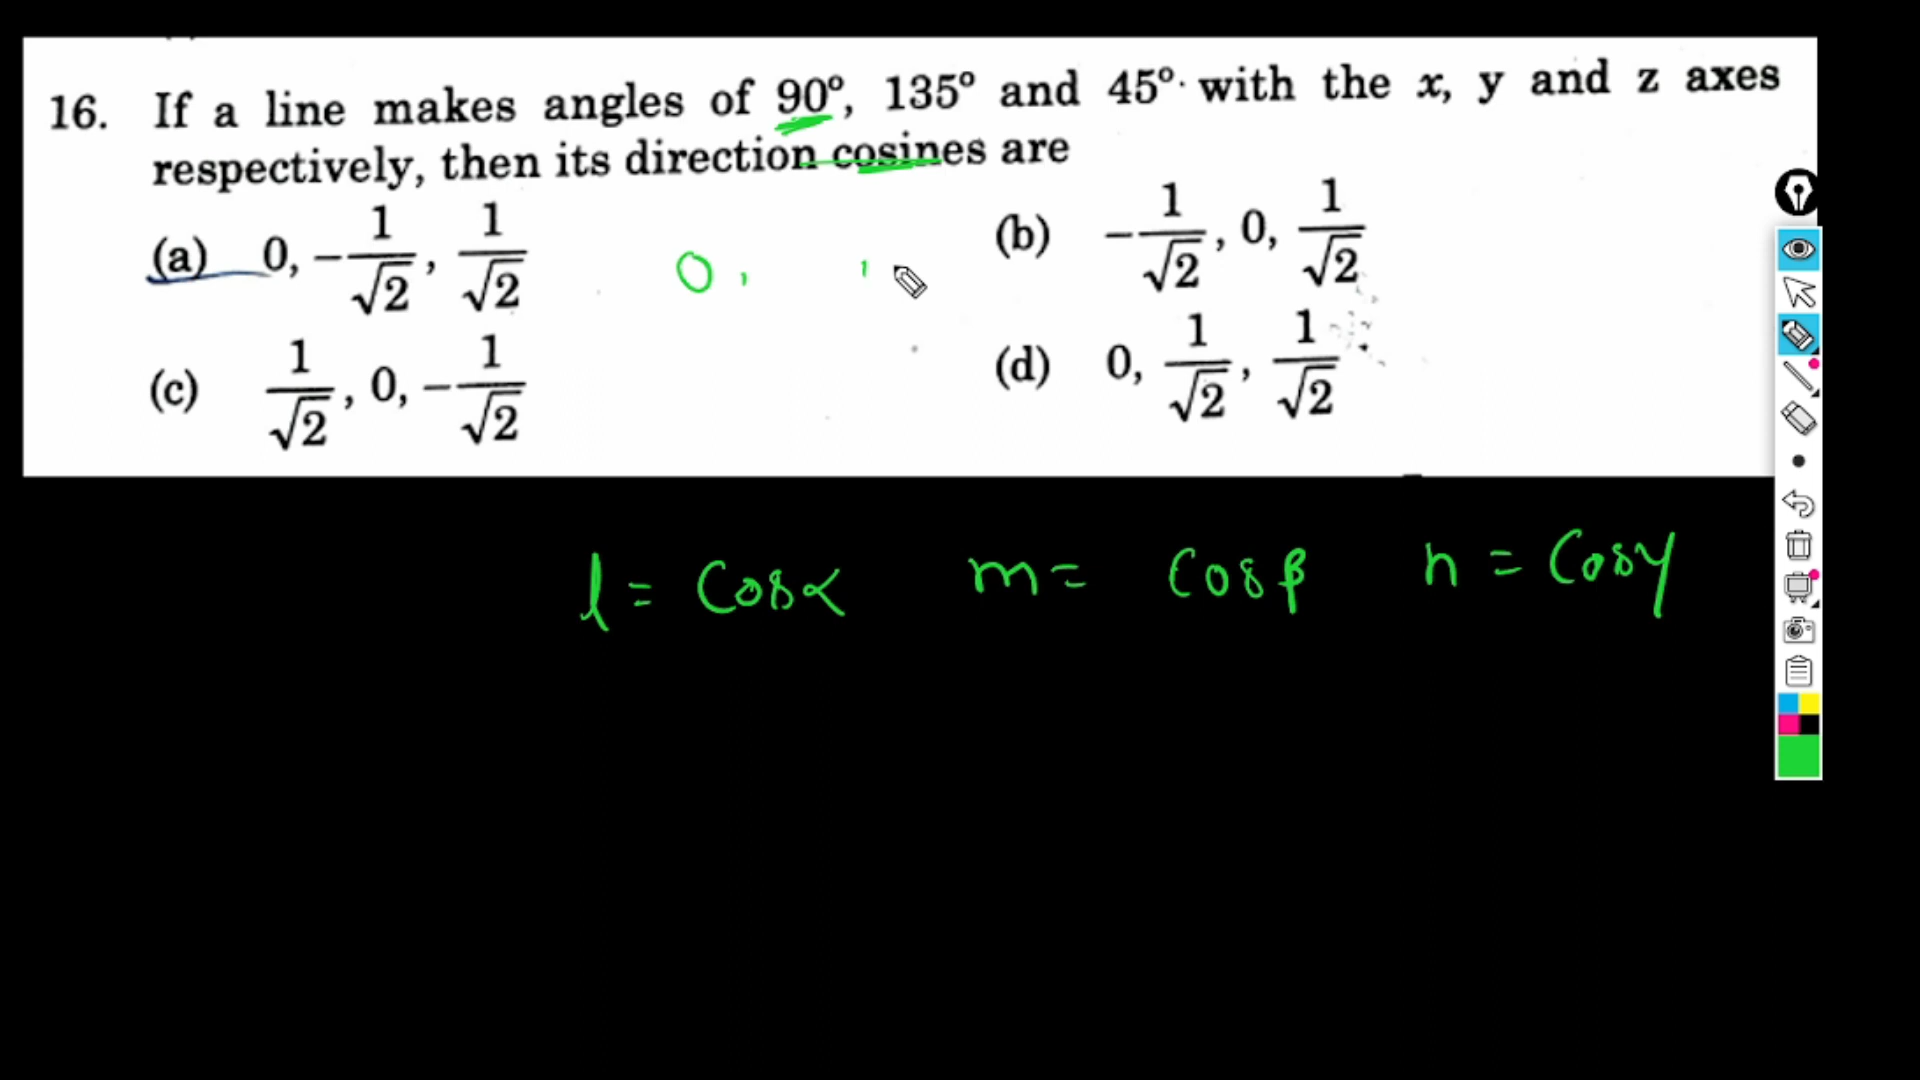 16. If a line makes angles of 90°, 135° and 45° with the x, y and z axes
respectively, then its direction cosines are
(a) 0, -1/√2, 1/√2
(b) -1/√2, 0, 1/√2
(c) 1/√2, 0, -1/√2
(d) 0, 1/√2, 1/√2
0, '
l = Cosα m = Cosβ n = Cosγ